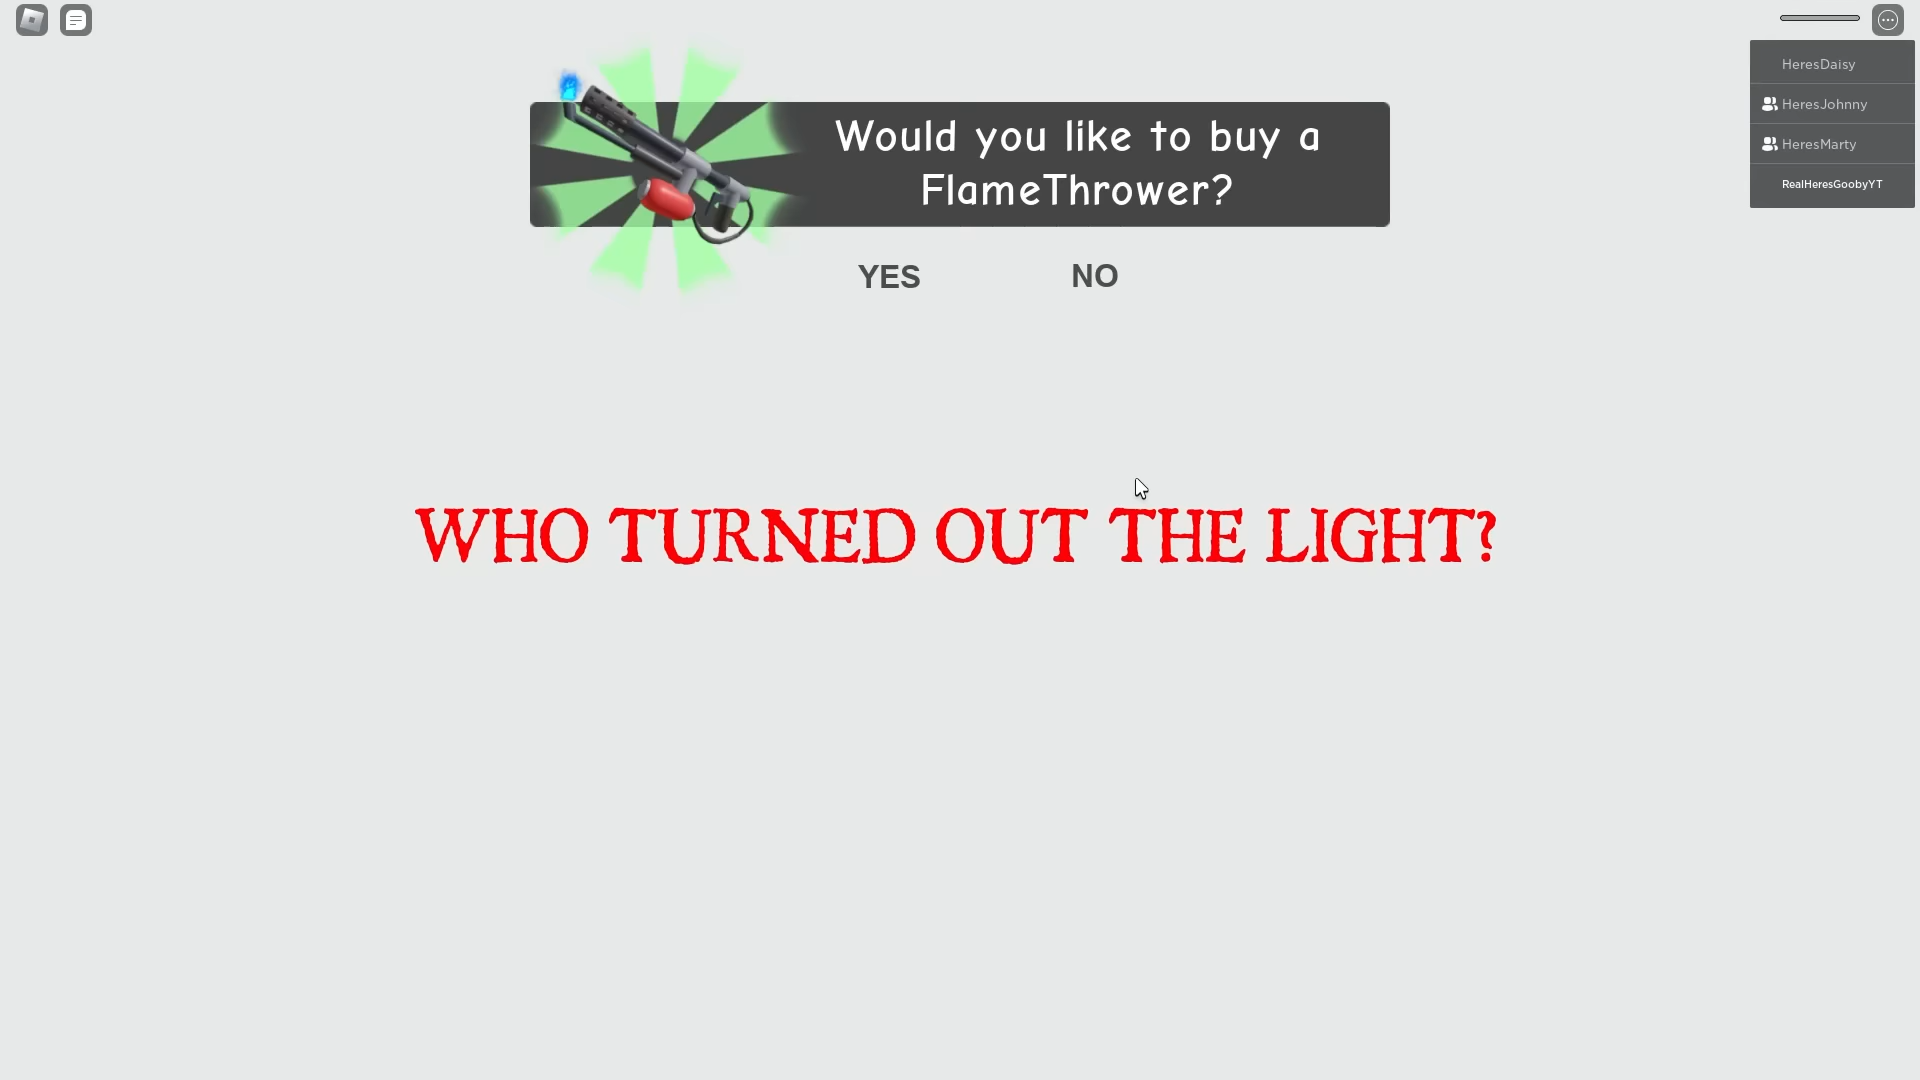 HeresDaisy
HeresJohnny
HeresMarty
RealHeresGoobyYT
Would you like to buy a
FlameThrower?
YES NO
WHO TURNED OUT THE LIGHT?